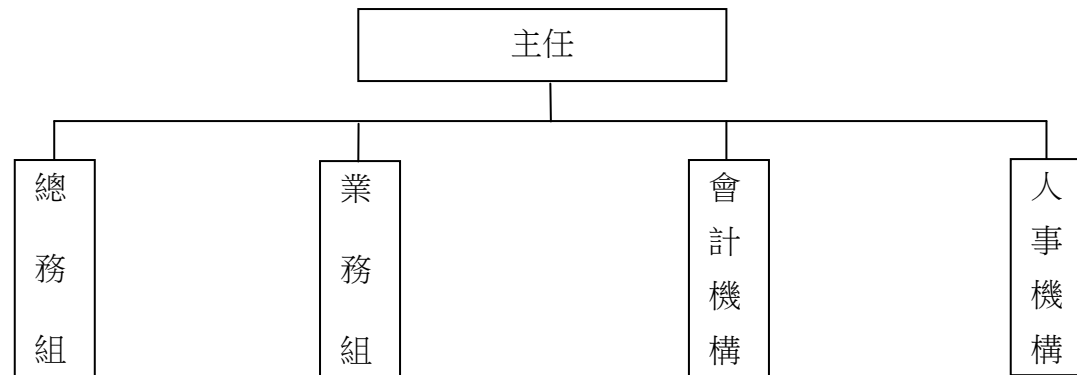 主任
總務組
業務組
會計機構
人事機構